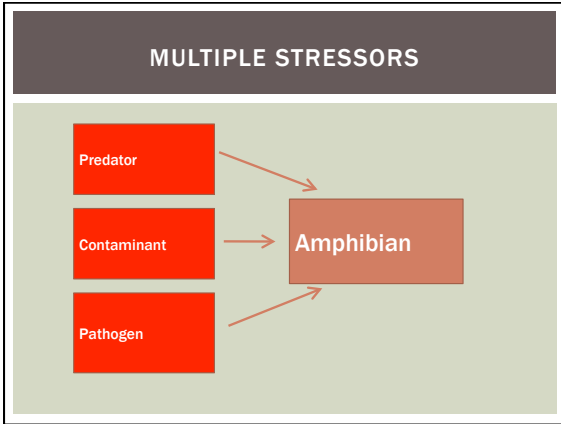 MULTIPLE STRESSORS
Predator
Contaminant
Amphibian
Pathogen